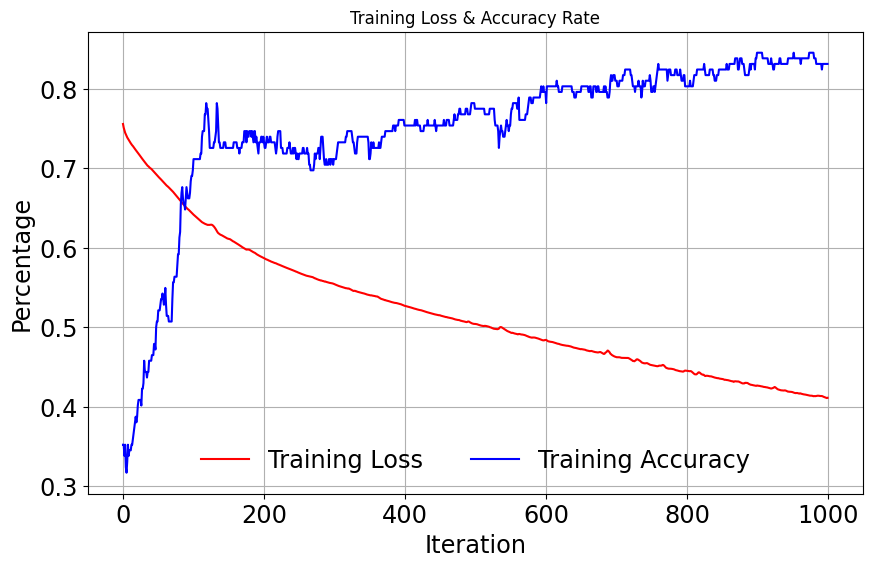 Training Loss & Accuracy Rate
Percentage
0.8
0.7
0.6
0.5
0.4
0.3
Training Loss Training Accuracy
0 200 400 600 800 1000
Iteration